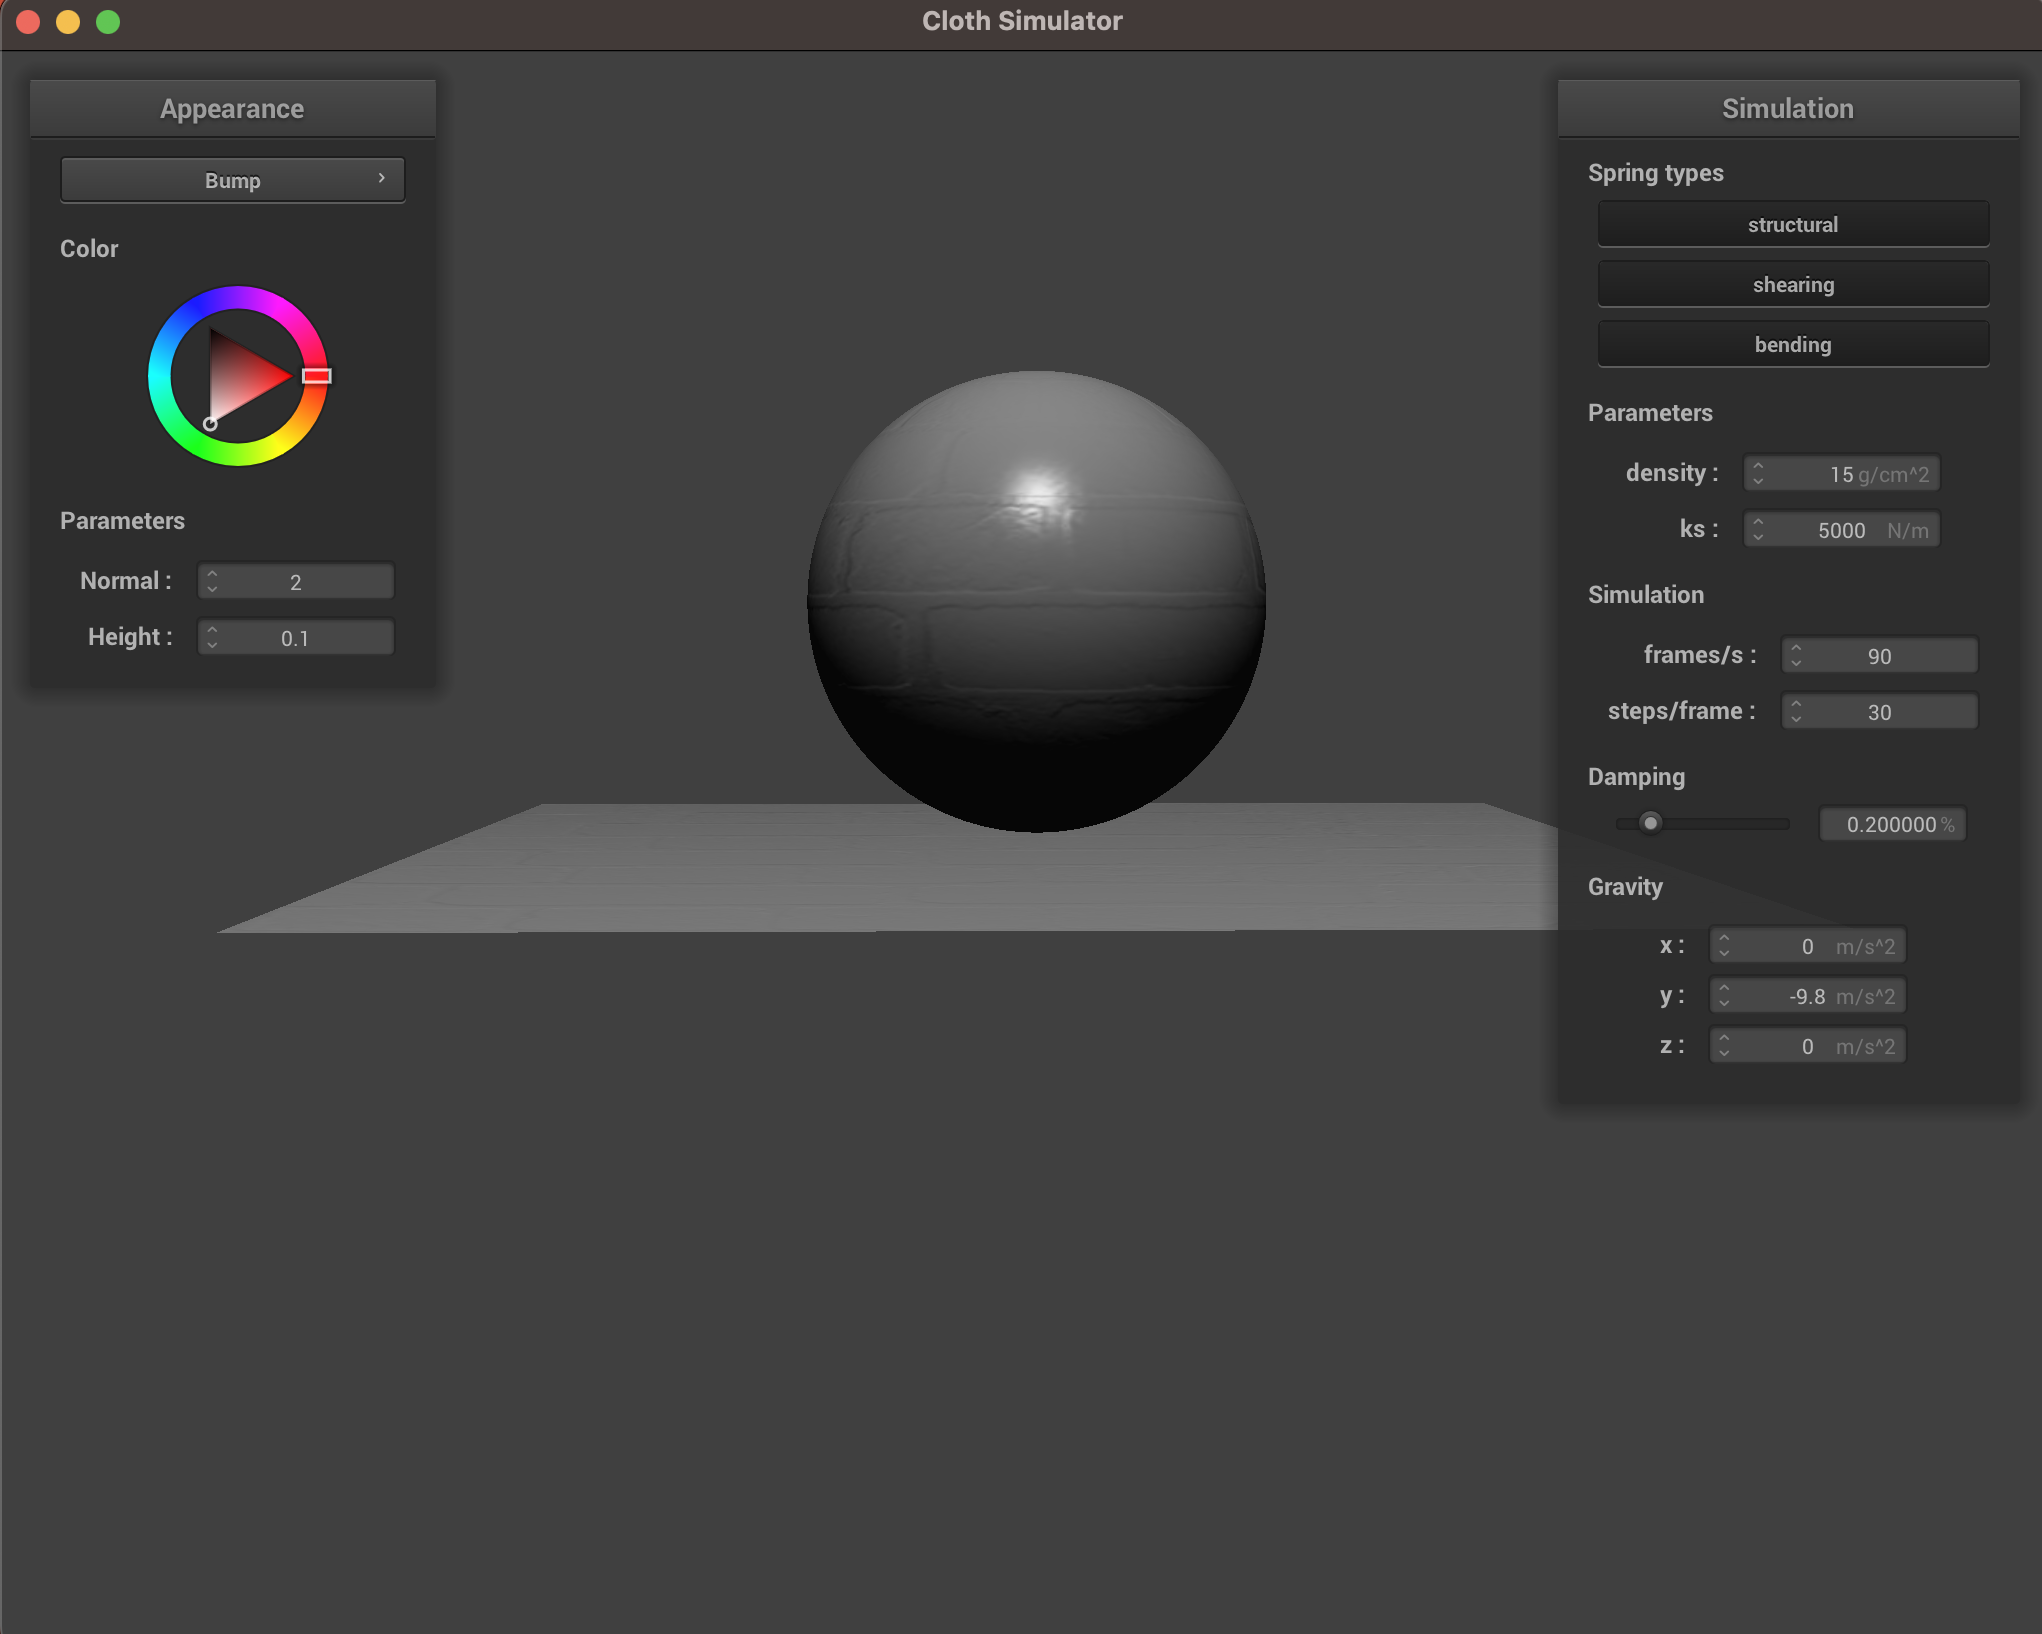 Cloth Simulator
Appearance
Bump
Color
Parameters
Normal : 2
Height : 0.1
Simulation
Spring types
structural
shearing
bending
Parameters
density : 15 g/cm^2
ks : 5000 N/m
Simulation
frames/s : 90
steps/frame : 30
Damping
0.200000 %
Gravity
x : 0 m/s^2
y : -9.8 m/s^2
z : 0 m/s^2